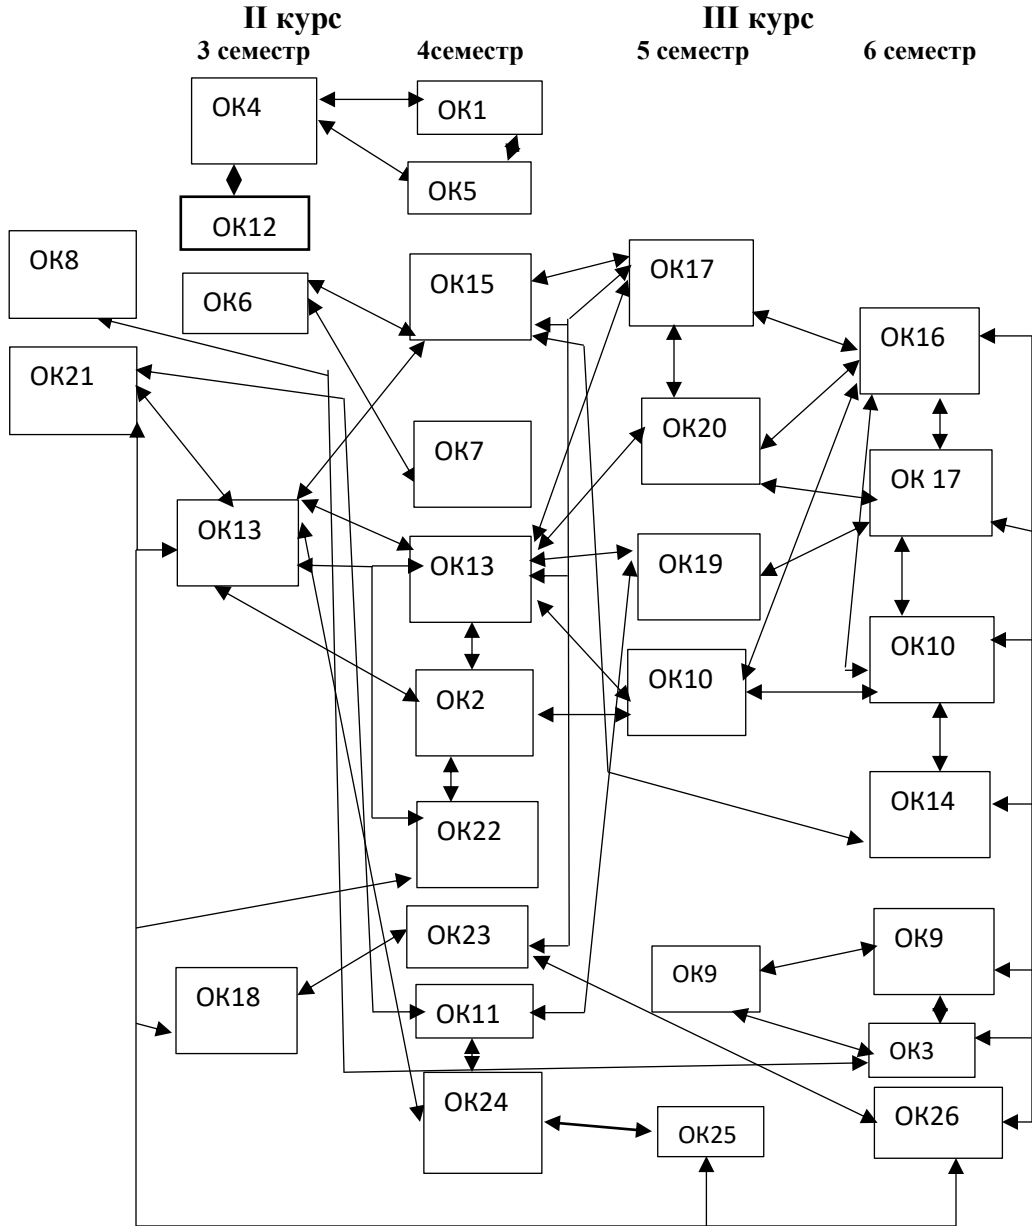 II курс III курс
3 семестр 4семестр 5 семестр 6 семестр
ОК4 ОК1
ОК5
ОК12
ОК8 ОК6 ОК15 ОК17
ОК16
ОК21
ОК7 ОК20
ОК 17
ОК13 ОК13 ОК19
ОК2 ОК10 ОК10
ОК22 ОК14
ОК23 ОК9
ОК9
ОК18 ОК11
ОК3
ОК24 ОК25 ОК26